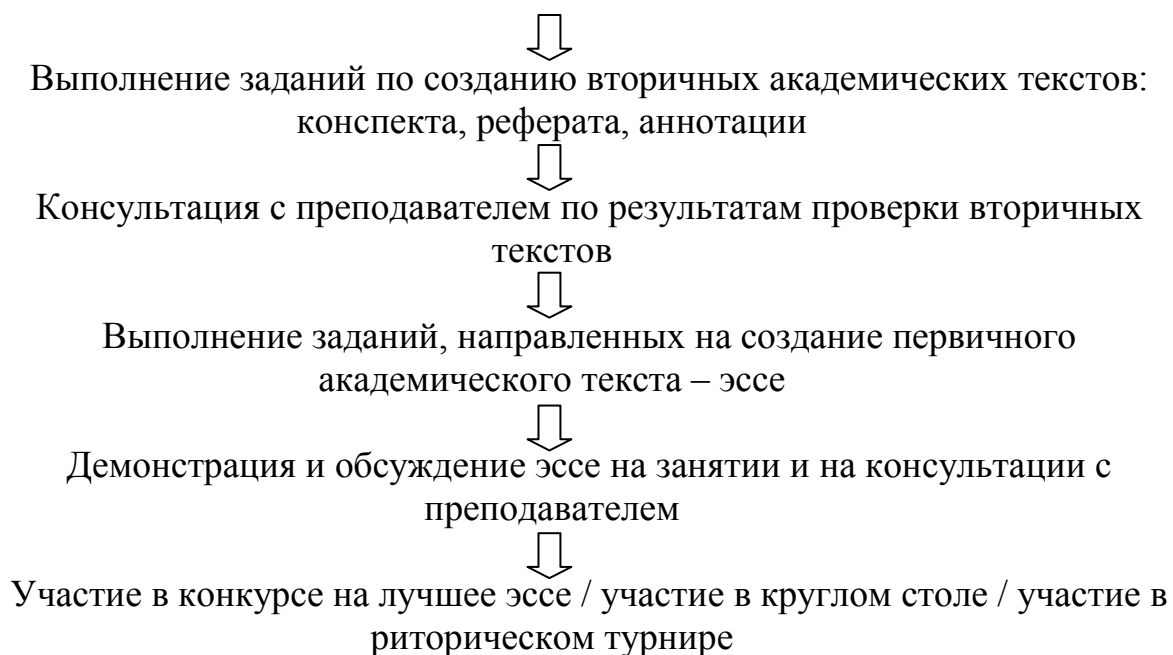 Выполнение заданий по созданию вторичных академических текстов:
конспекта, реферата, аннотации
Консультация с преподавателем по результатам проверки вторичных
текстов
Выполнение заданий, направленных на создание первичного
академического текста – эссе
Демонстрация и обсуждение эссе на занятии и на консультации с
преподавателем
Участие в конкурсе на лучшее эссе / участие в круглом столе / участие в
риторическом турнире